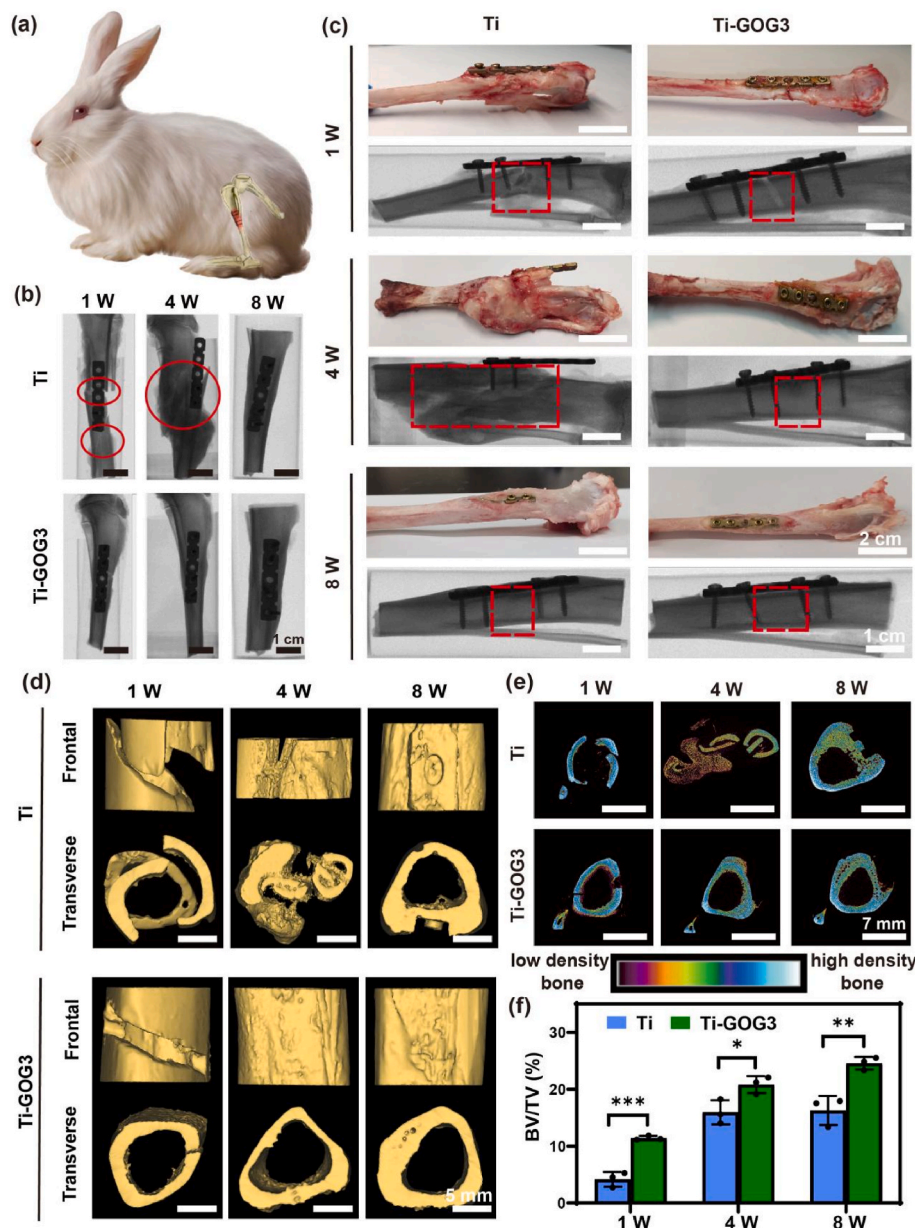 (a)
(b)
1 W 4 W 8 W
Ti
Ti-GOG3
1 cm
(c)
Ti Ti-GOG3
1 W
4 W
8 W
2 cm
1 cm
(d)
1 W 4 W 8 W
Ti
Frontal
Transverse
Ti-GOG3
Frontal
Transverse
5 mm
(e)
1 W 4 W 8 W
Ti
Ti-GOG3
7 mm
low density bone
high density bone
(f)
Ti Ti-GOG3
BV/TV (%)
30
20
10
0
***
*
**
1 W 4 W 8 W